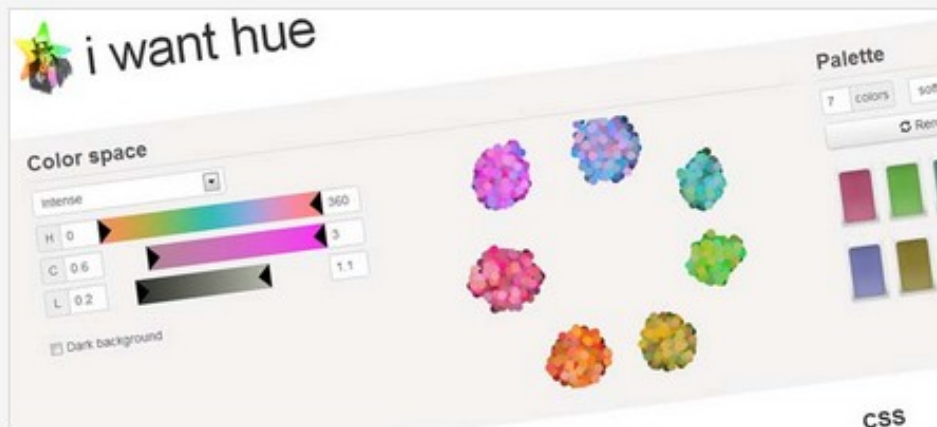 i want hue
Color space
Intense
H 0 360
C 0.6 3
L 0.2 1.1
Dark background
Palette
7 colors
CSS